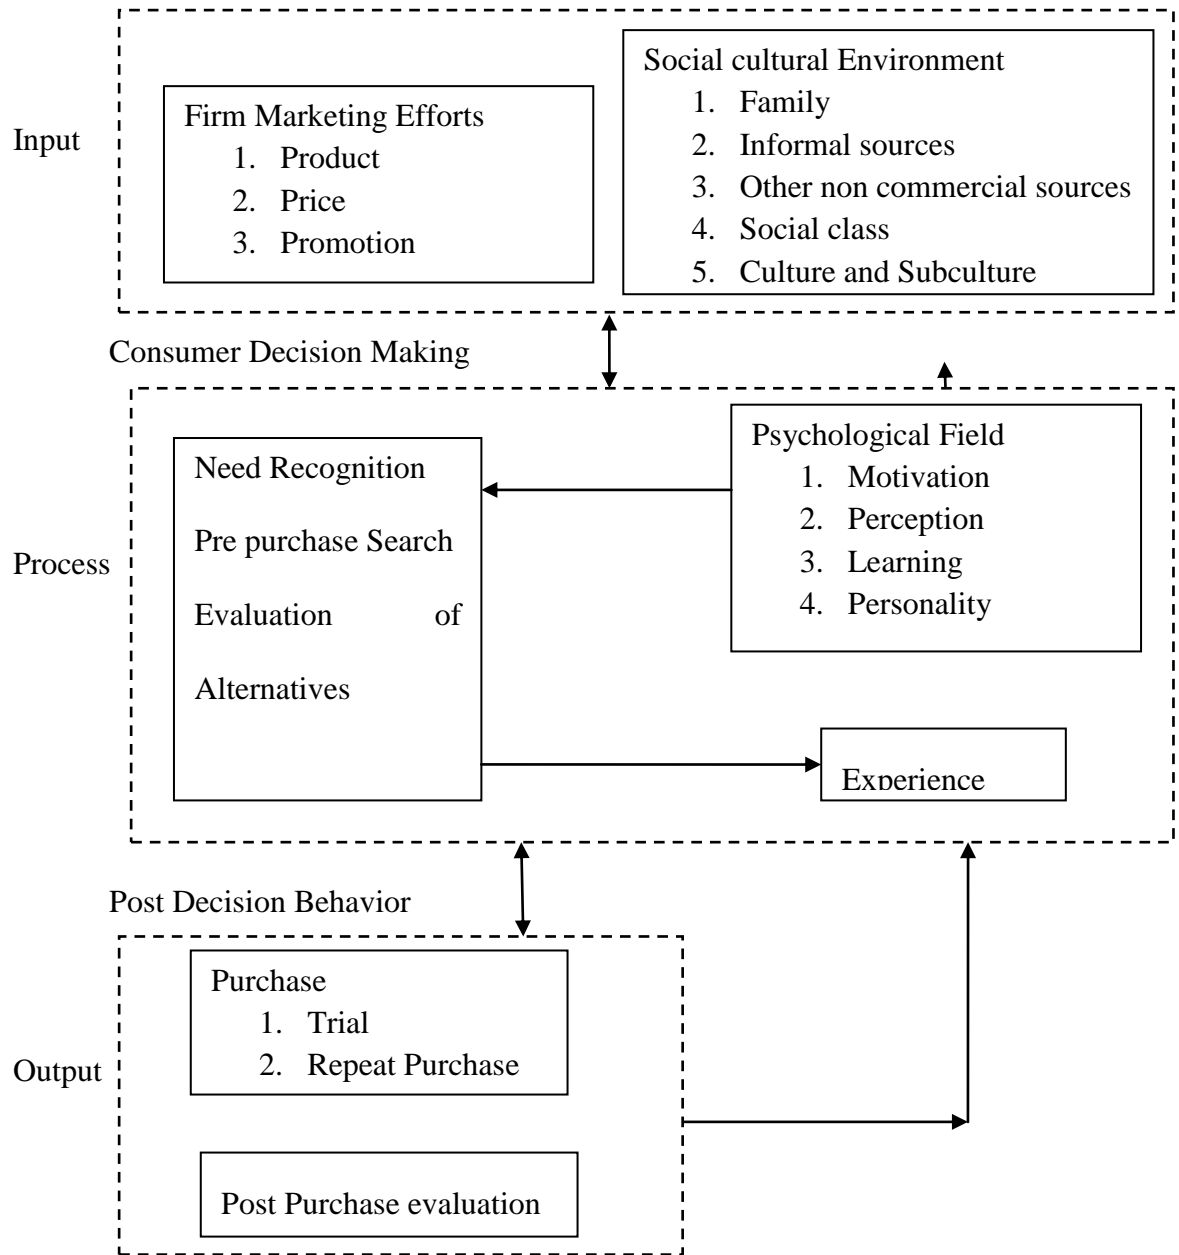 Input
Firm Marketing Efforts
1. Product
2. Price
3. Promotion
Social cultural Environment
1. Family
2. Informal sources
3. Other non commercial sources
4. Social class
5. Culture and Subculture
Consumer Decision Making
Process
Need Recognition
Pre purchase Search
Evaluation of
Alternatives
Psychological Field
1. Motivation
2. Perception
3. Learning
4. Personality
Experience
Post Decision Behavior
Output
Purchase
1. Trial
2. Repeat Purchase
Post Purchase evaluation